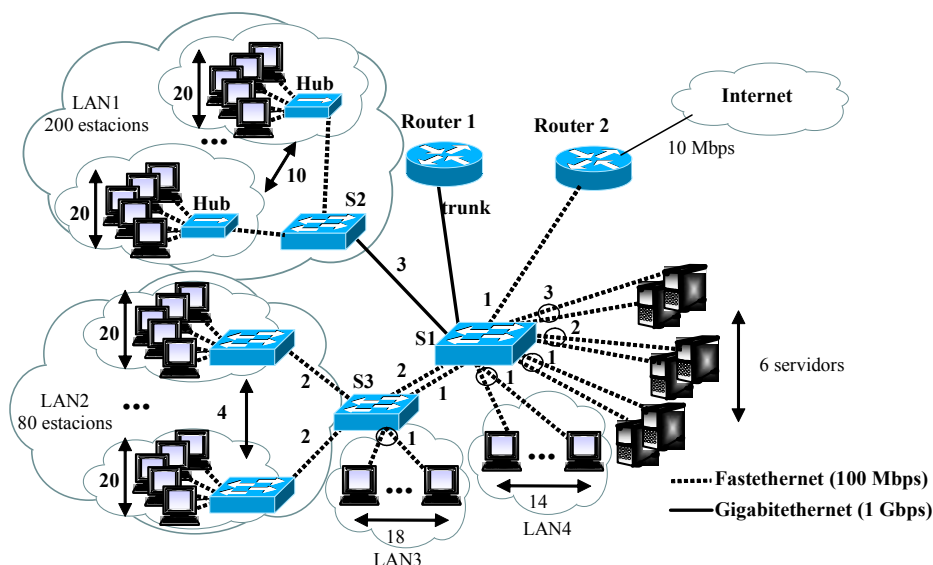 20
Hub
LAN1
200 estacions
...
10
20
Hub
S2
Router 1
Router 2
Internet
10 Mbps
trunk
3
1
3
2
1
S1
1
6 servidors
20
LAN2
80 estacions
...
4
2
2
S3
2
1
1
20
...
18
LAN3
...
14
LAN4
Fastethernet (100 Mbps)
Gigabitethernet (1 Gbps)